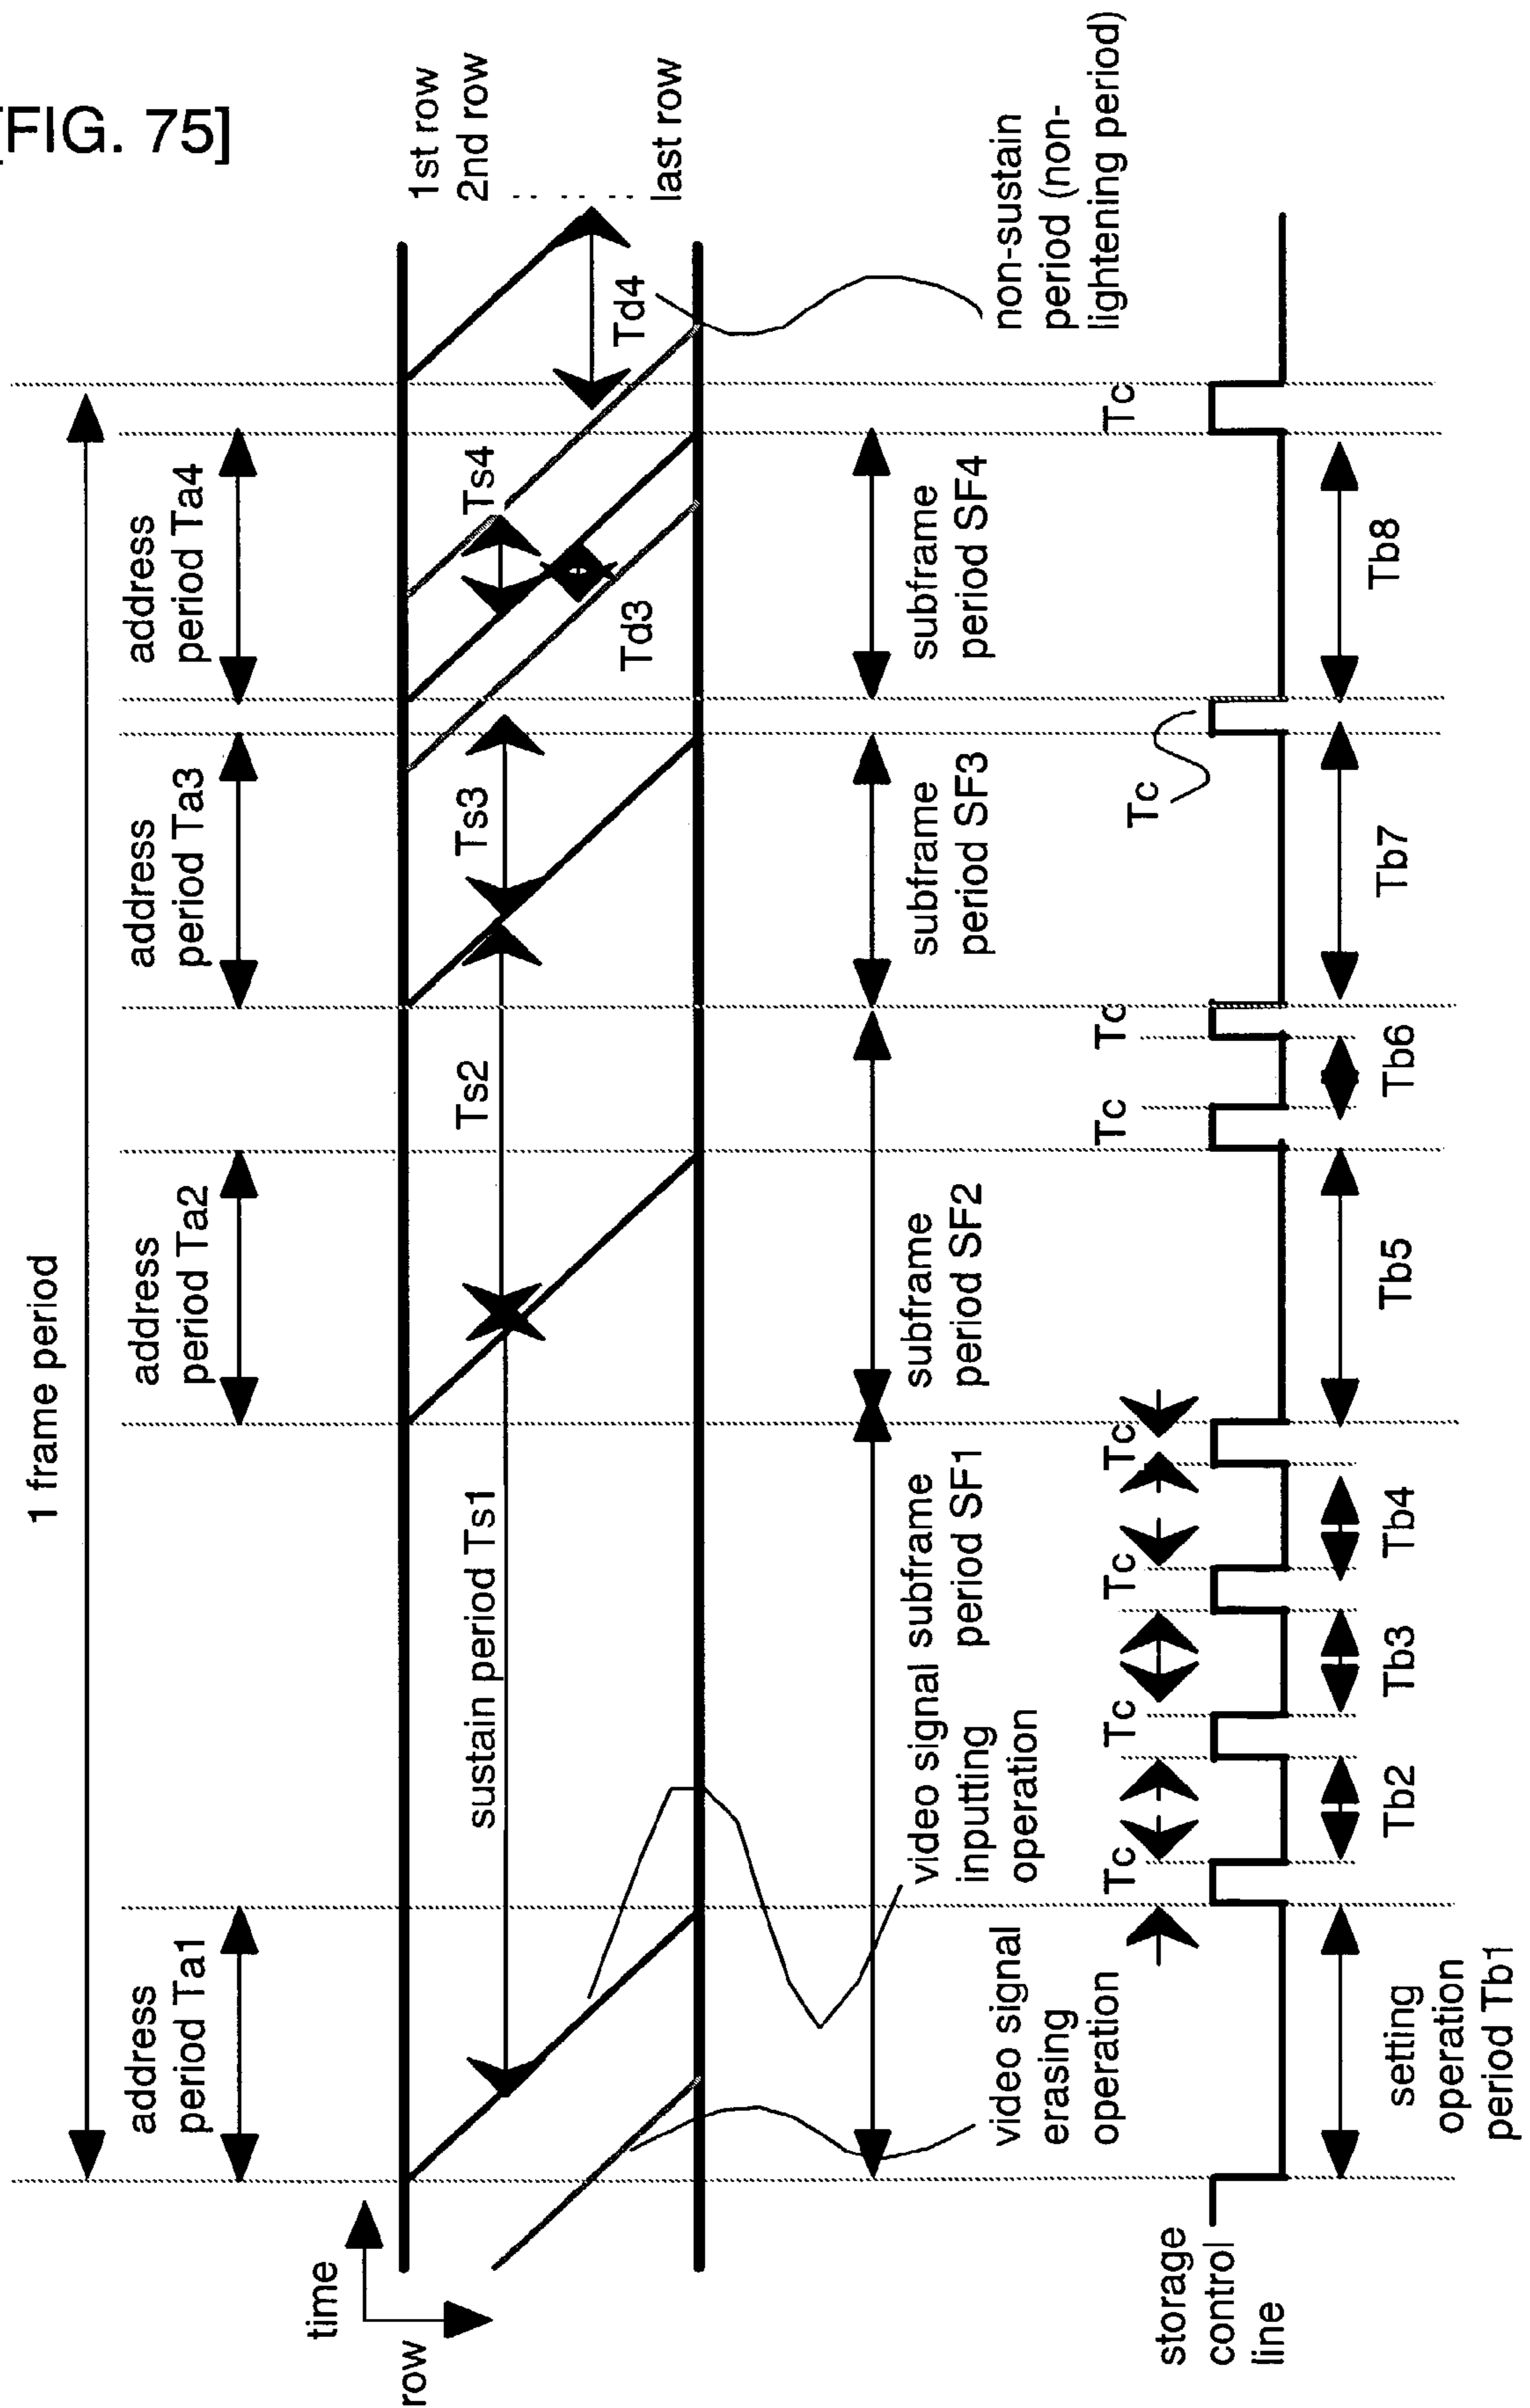 [FIG. 75]
1 frame period
address
period Ta1
address
period Ta2
address
period Ta3
address
period Ta4
time
row
1st row
2nd row
last row
sustain period Ts1
Ts2
Ts3
Ts4
Td3
Td4
non-sustain
period (non-
lightening period)
subframe
period SF1
subframe
period SF2
subframe
period SF3
subframe
period SF4
video signal
inputting
operation
video signal
erasing
operation
storage
control
line
Tc
Tc
Tc
Tc
Tc
Tc
Tc
Tc
setting
operation
period Tb1
Tb2
Tb3
Tb4
Tb5
Tb6
Tb7
Tb8